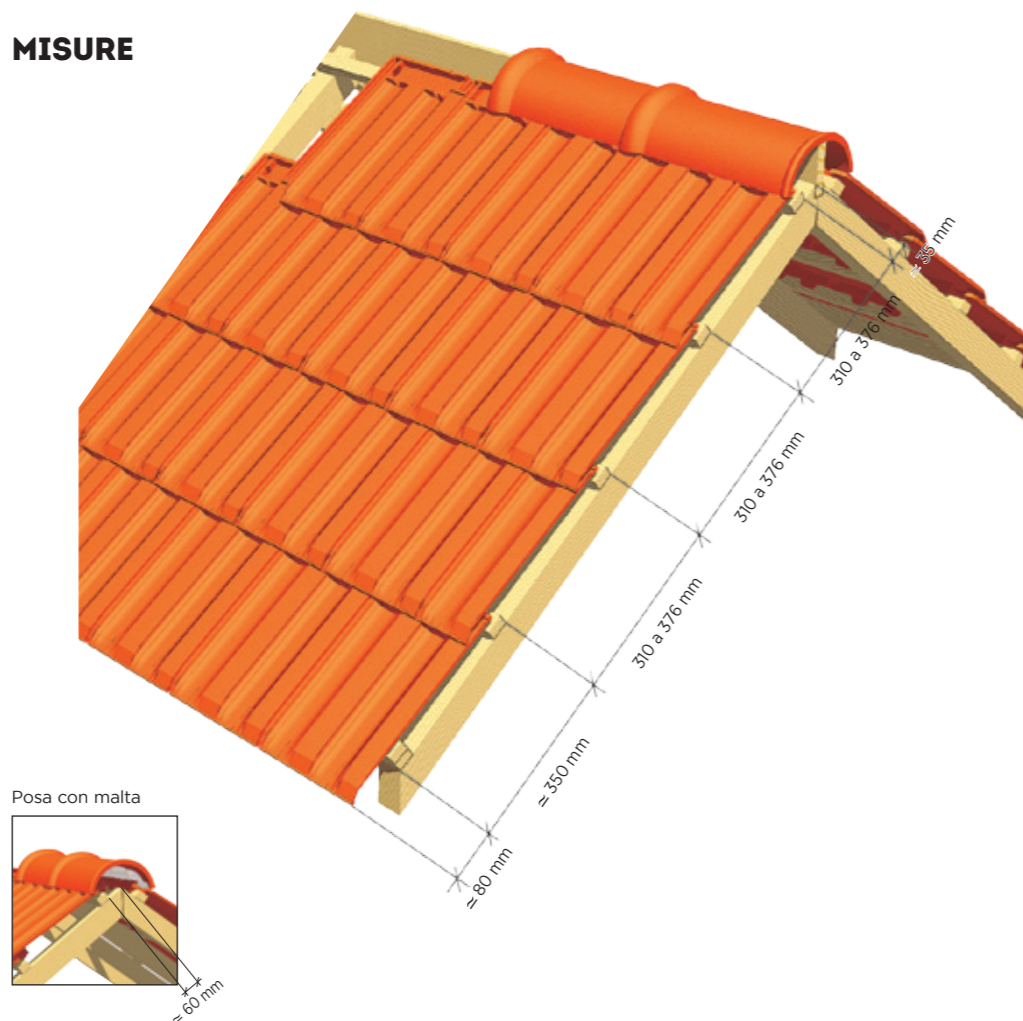 MISURE
≈ 35 mm
310 a 376 mm
310 a 376 mm
310 a 376 mm
≈ 350 mm
≈ 80 mm
Posa con malta
≈ 60 mm